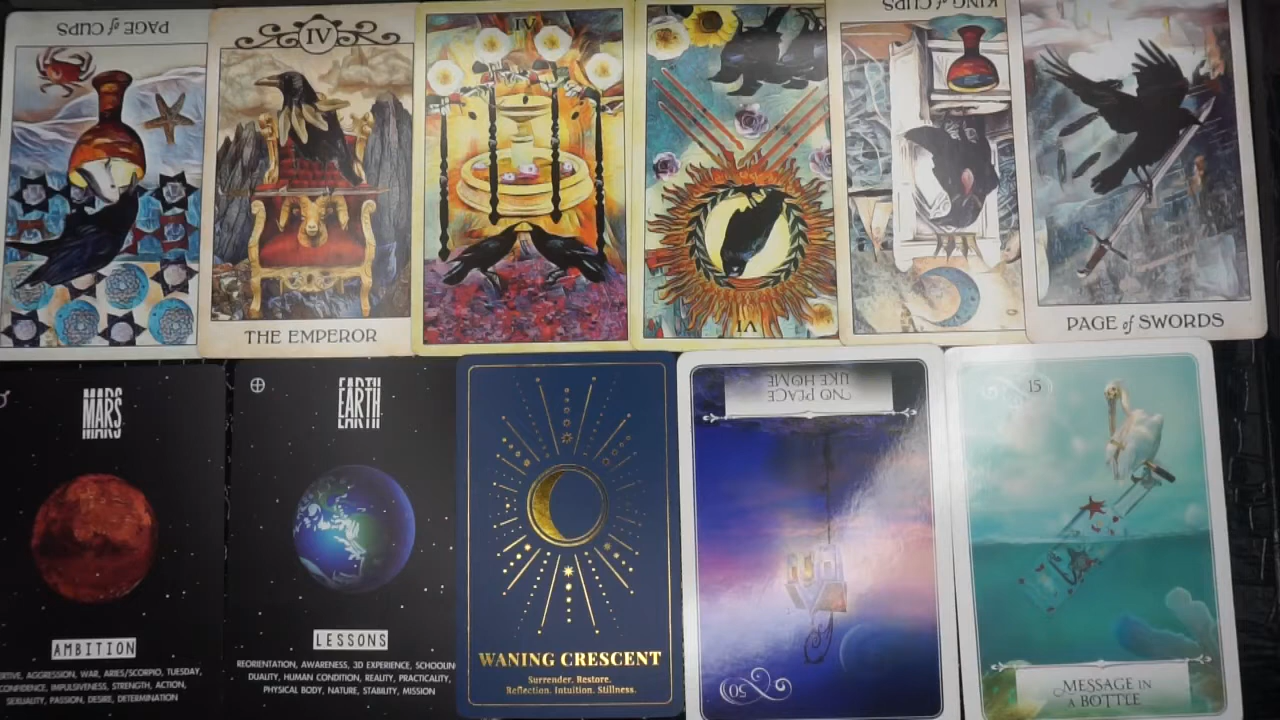 PAGE of CUPS
IV
THE EMPEROR
IV
VI
KING of CUPS
PAGE of SWORDS
MARS
AMBITION
AGGRESSION, WAR, ARIES/SCORPIO, TUESDAY,
CONFIDENCE, IMPULSIVENESS, STRENGTH, ACTION,
SEXUALITY, PASSION, DESIRE, DETERMINATION
EARTH
LESSONS
REORIENTATION, AWARENESS, 3D EXPERIENCE, SCHOOLIN
DUALITY, HUMAN CONDITION, REALITY, PRACTICALITY,
PHYSICAL BODY, NATURE, STABILITY, MISSION
WANING CRESCENT
Surrender. Restore.
Reflection. Intuition. Stillness.
50
NO PLACE
LIKE HOME
15
MESSAGE IN
A BOTTLE